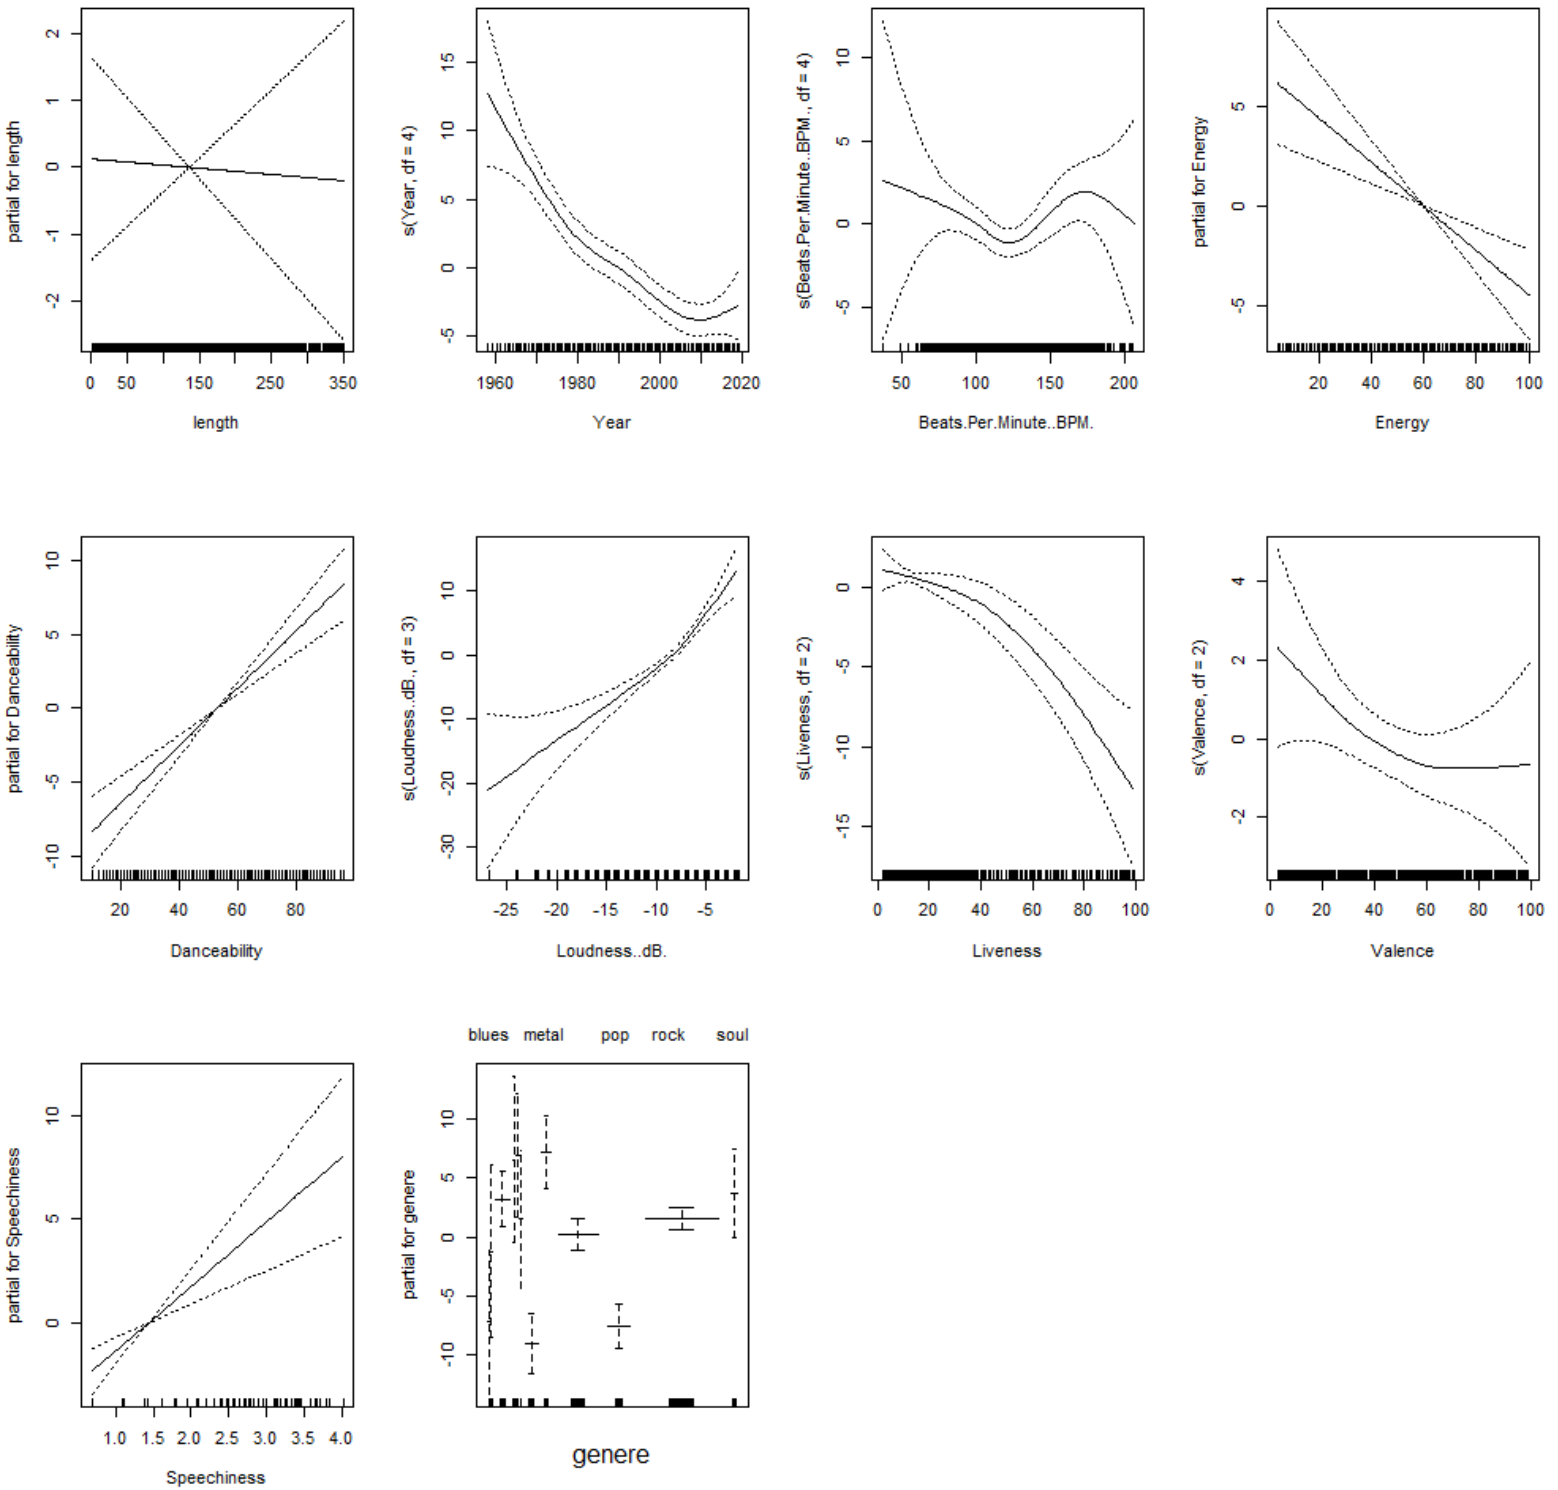 partial for length
2
1
0
-1
-2
0 50 150 250 350
length
s(Year, df = 4)
15
10
5
0
-5
1960 1980 2000 2020
Year
s(Beats.Per.Minute..BPM., df = 4)
10
5
0
-5
50 100 150 200
Beats.Per.Minute..BPM.
partial for Energy
5
0
-5
20 40 60 80 100
Energy
partial for Danceability
10
5
0
-5
-10
20 40 60 80
Danceability
s(Loudness..dB., df = 3)
10
0
-10
-20
-30
-25 -20 -15 -10 -5
Loudness..dB.
s(Liveness, df = 2)
0
-5
-10
-15
0 20 40 60 80 100
Liveness
s(Valence, df = 2)
4
2
0
-2
0 20 40 60 80 100
Valence
partial for Speechiness
10
5
0
1.0 1.5 2.0 2.5 3.0 3.5 4.0
Speechiness
blues metal pop rock soul
partial for genere
10
5
0
-5
-10
genere